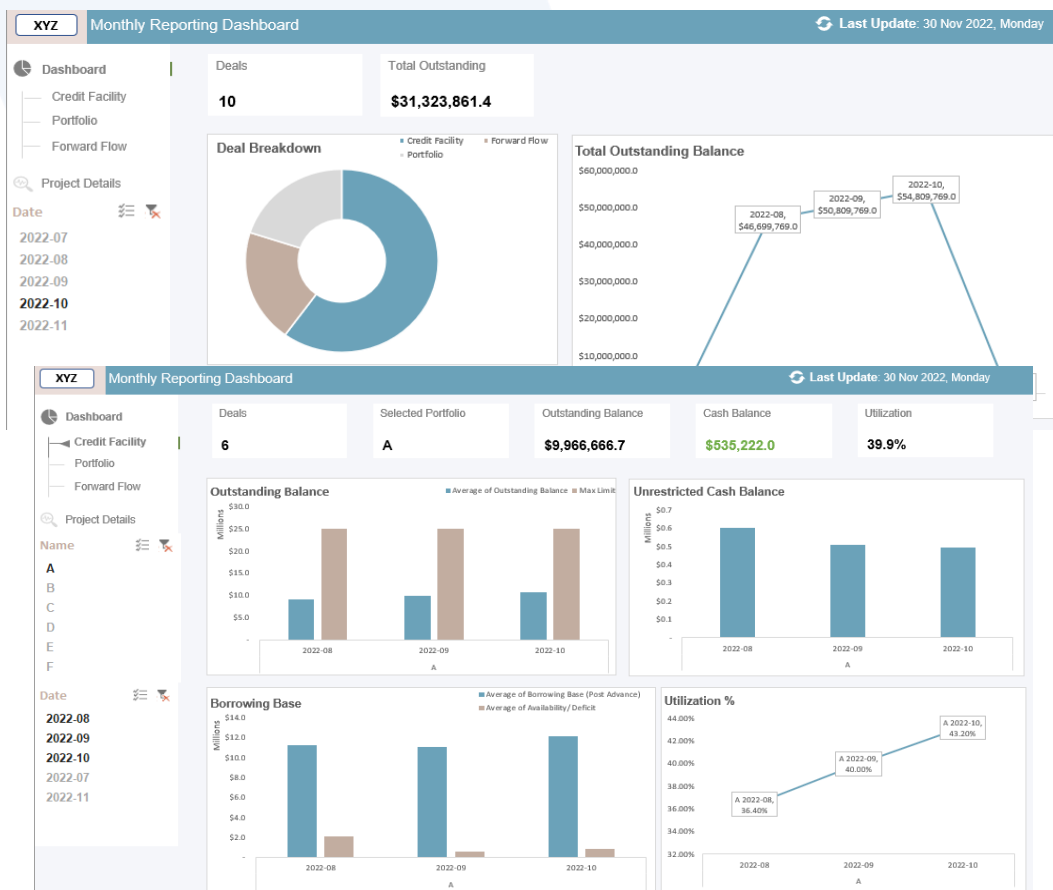 XYZ
Monthly Reporting Dashboard
Last Update: 30 Nov 2022, Monday
Dashboard
Credit Facility
Portfolio
Forward Flow
Project Details
Date
2022-07
2022-08
2022-09
2022-10
2022-11
Deals
10
Total Outstanding
$31,323,861.4
Deal Breakdown
Credit Facility
Forward Flow
Portfolio
Total Outstanding Balance
$60,000,000.0
$50,000,000.0
$40,000,000.0
$30,000,000.0
$20,000,000.0
$10,000,000.0
2022-08,
$46,699,769.0
2022-09,
$50,809,769.0
2022-10,
$54,809,769.0
XYZ
Monthly Reporting Dashboard
Last Update: 30 Nov 2022, Monday
Dashboard
Credit Facility
Portfolio
Forward Flow
Project Details
Name
A
B
C
D
E
F
Date
2022-08
2022-09
2022-10
2022-07
2022-11
Deals
6
Selected Portfolio
A
Outstanding Balance
$9,966,666.7
Cash Balance
$535,222.0
Utilization
39.9%
Outstanding Balance
Average of Outstanding Balance
Max Limit
Millions
$30.0
$25.0
$20.0
$15.0
$10.0
$5.0
-
2022-08
2022-09
2022-10
A
Unrestricted Cash Balance
Millions
$0.7
$0.6
$0.5
$0.4
$0.3
$0.2
$0.1
-
2022-08
2022-09
2022-10
A
Borrowing Base
Average of Borrowing Base (Post Advance)
Average of Availability/ Deficit
Millions
$14.0
$12.0
$10.0
$8.0
$6.0
$4.0
$2.0
-
2022-08
2022-09
2022-10
A
Utilization %
44.00%
42.00%
40.00%
38.00%
36.00%
34.00%
32.00%
A 2022-08,
36.40%
A 2022-09,
40.00%
A 2022-10,
43.20%
2022-08
2022-09
2022-10
A